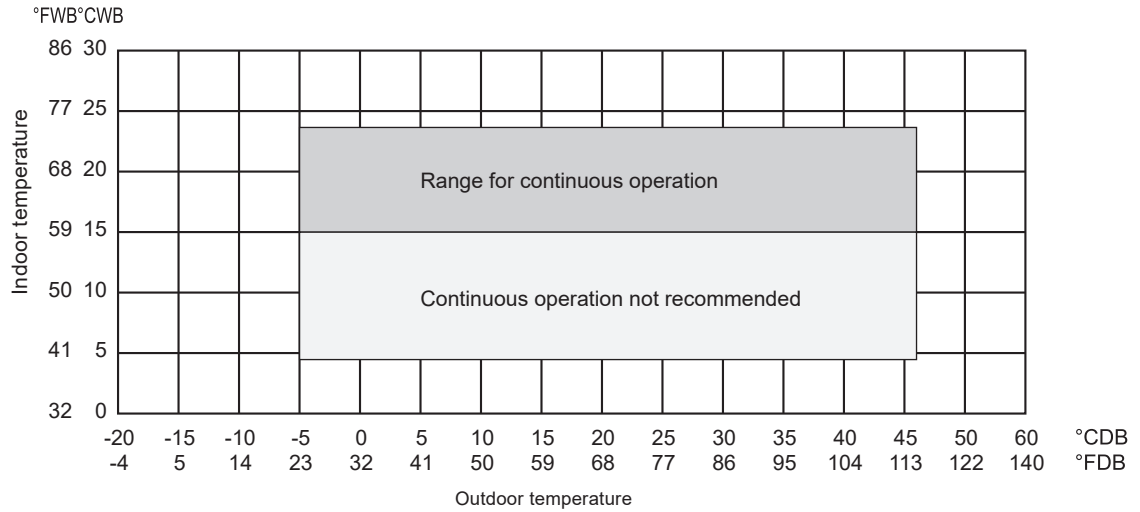 °FWB°CWB
86 30
77 25
68 20
59 15
50 10
41 5
32 0
Indoor temperature
Range for continuous operation
Continuous operation not recommended
-20 -15 -10 -5 0 5 10 15 20 25 30 35 40 45 50 60 °CDB
-4 5 14 23 32 41 50 59 68 77 86 95 104 113 122 140 °FDB
Outdoor temperature